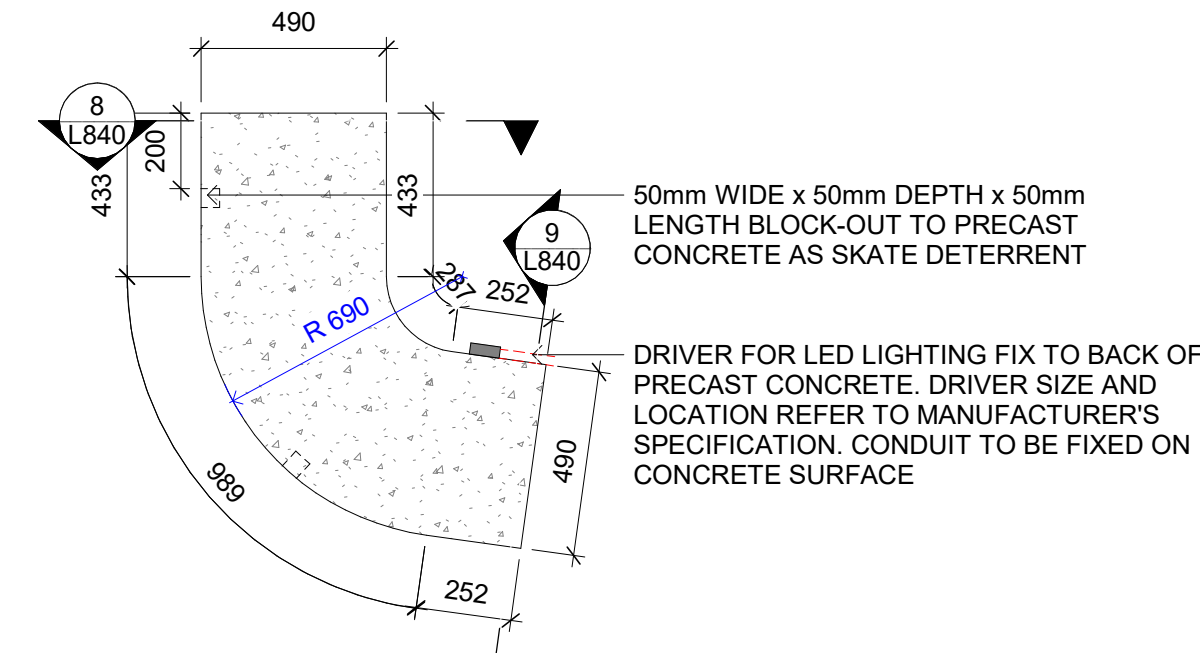 490
8
L840
200
433
433
50mm WIDE x 50mm DEPTH x 50mm
LENGTH BLOCK-OUT TO PRECAST
CONCRETE AS SKATE DETERRENT
9
L840
287
252
R 690
DRIVER FOR LED LIGHTING FIX TO BACK OF
PRECAST CONCRETE. DRIVER SIZE AND
LOCATION REFER TO MANUFACTURER'S
SPECIFICATION. CONDUIT TO BE FIXED ON
CONCRETE SURFACE
490
989
252